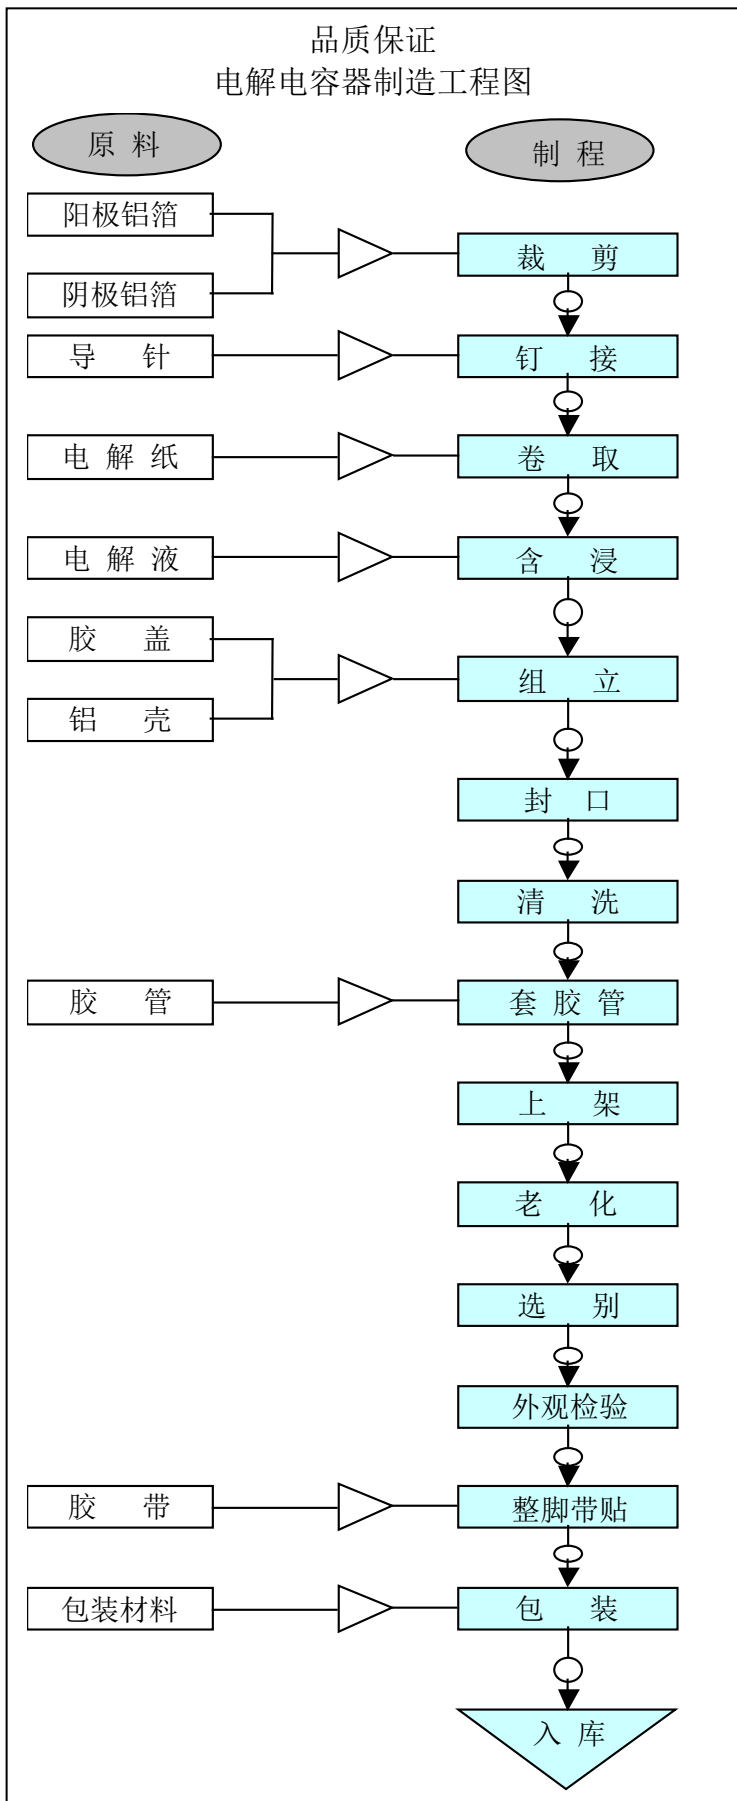 品质保证
电解电容器制造工程图
原 料
制 程
阳极铝箔
裁 剪
阴极铝箔
导 针
钉 接
电 解 纸
卷 取
电 解 液
含 浸
胶 盖
组 立
铝 壳
封 口
清 洗
胶 管
套 胶 管
上 架
老 化
选 别
外观检验
胶 带
整脚带贴
包装材料
包 装
入 库